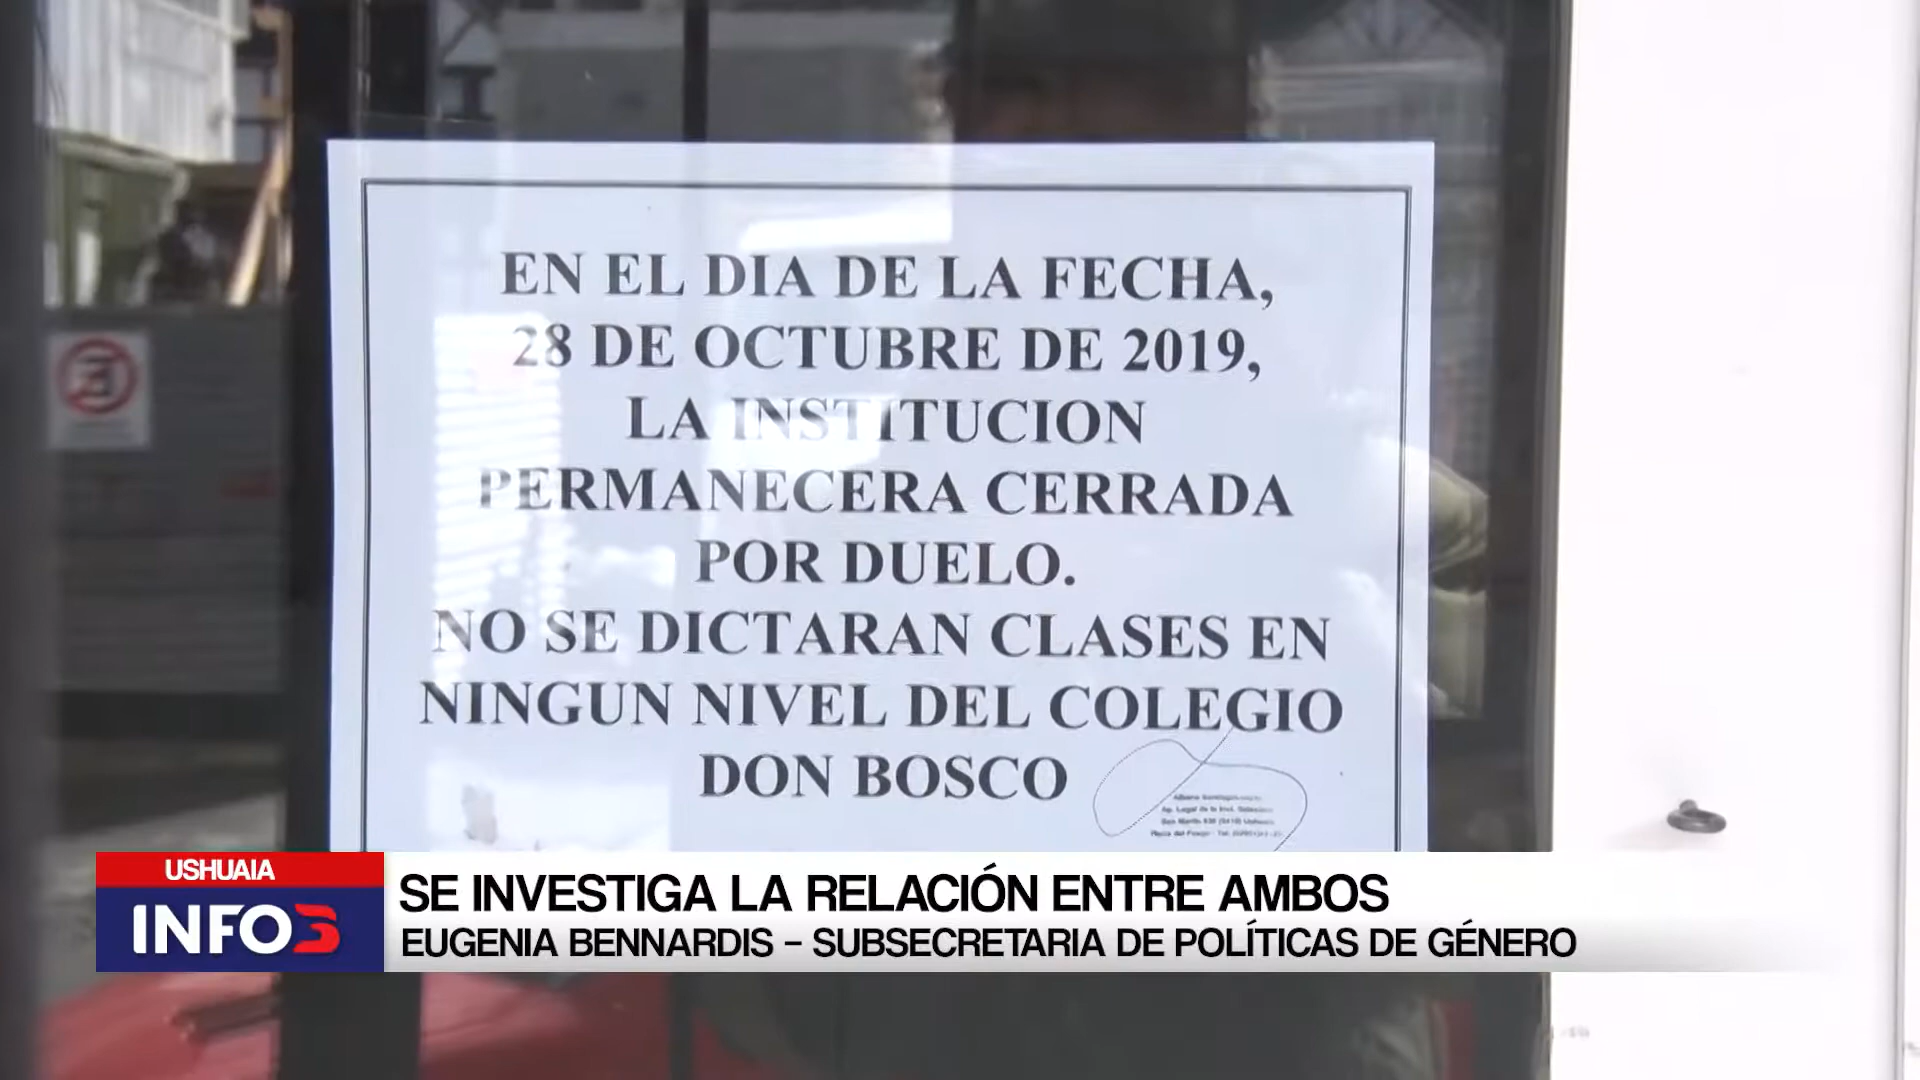 EN EL DIA DE LA FECHA,
28 DE OCTUBRE DE 2019,
LA INSTITUCION
PERMANECERA CERRADA
POR DUELO.
NO SE DICTARAN CLASES EN
NINGUN NIVEL DEL COLEGIO
DON BOSCO
USHUAIA
INFO3
SE INVESTIGA LA RELACIÓN ENTRE AMBOS
EUGENIA BENNARDIS – SUBSECRETARIA DE POLÍTICAS DE GÉNERO